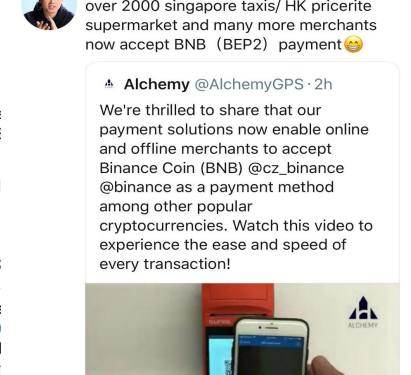 over 2000 singapore taxis/ HK pricerite
supermarket and many more merchants
now accept BNB（BEP2）payment😁
Alchemy @AlchemyGPS · 2h
We're thrilled to share that our
payment solutions now enable online
and offline merchants to accept
Binance Coin (BNB) @cz_binance
@binance as a payment method
among other popular
cryptocurrencies. Watch this video to
experience the ease and speed of
every transaction!
ALCHEMY